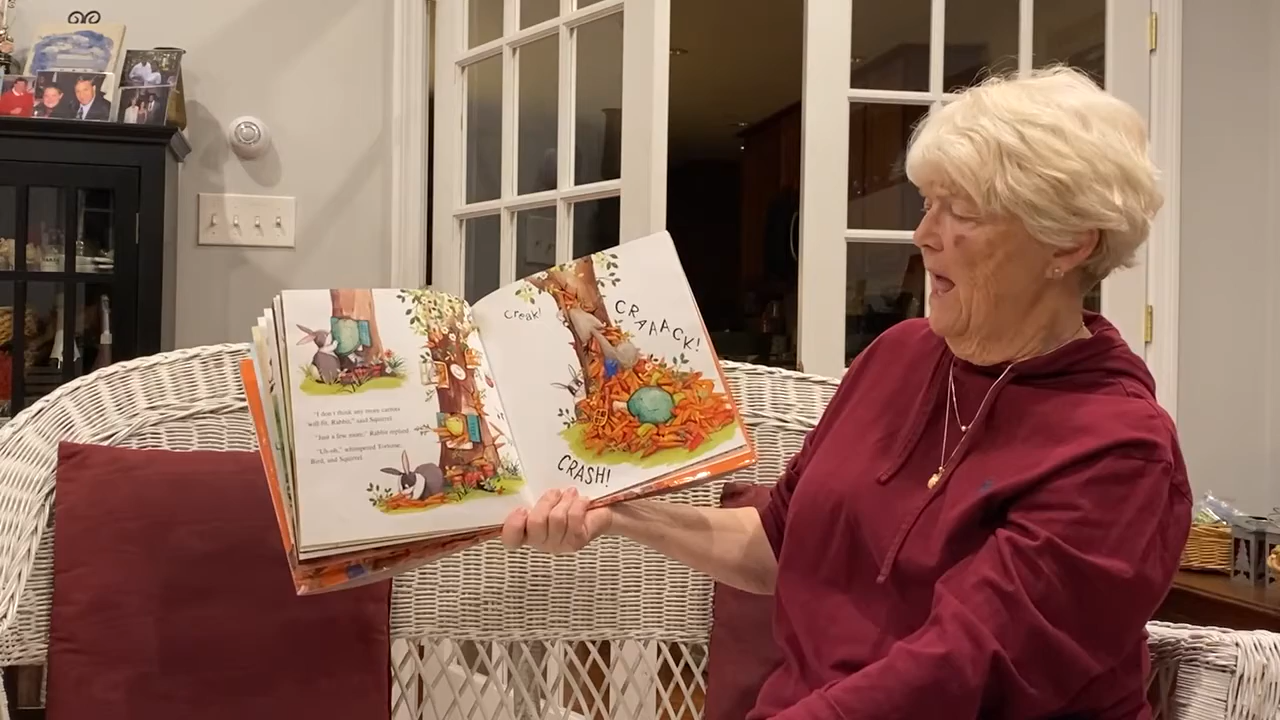 "I don't think any more carrots
will fit, Rabbit," said Squirrel.
"Just a few more," Rabbit replied.
"Uh-oh," whispered Tortoise,
Bird, and Squirrel.
Creak!
CRAAACK!
CRASH!